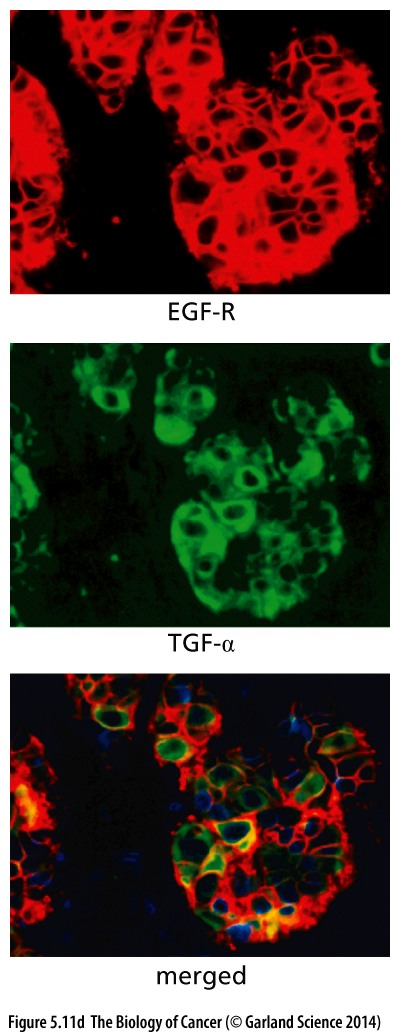 EGF-R
TGF-α
merged
Figure 5.11d The Biology of Cancer (© Garland Science 2014)